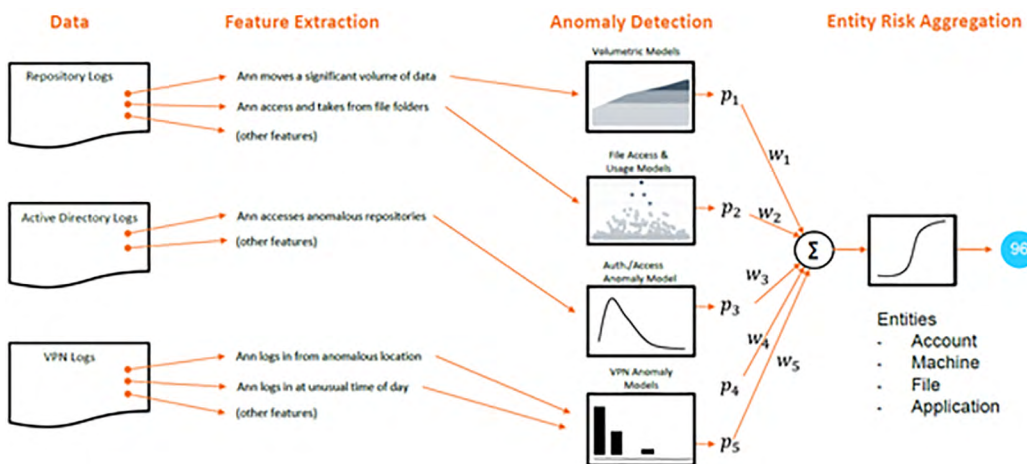 Data
Feature Extraction
Anomaly Detection
Entity Risk Aggregation
Repository Logs
Ann moves a significant volume of data
Ann access and takes from file folders
(other features)
Active Directory Logs
Ann accesses anomalous repositories
(other features)
VPN Logs
Ann logs in from anomalous location
Ann logs in at unusual time of day
(other features)
Volumetric Models
File Access &
Usage Models
Auth./Access
Anomaly Model
VPN Anomaly
Models
p₁
p₂
p₃
p₄
p₅
w₁
w₂
w₃
w₄
w₅
Σ
96
Entities
- Account
- Machine
- File
- Application